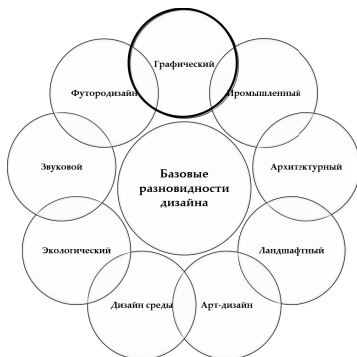 Графический
Футородизайн
Промышленный
Звуковой
Базовые
разновидности
дизайна
Архитектурный
Экологический
Ландшафтный
Дизайн среды
Арт-дизайн